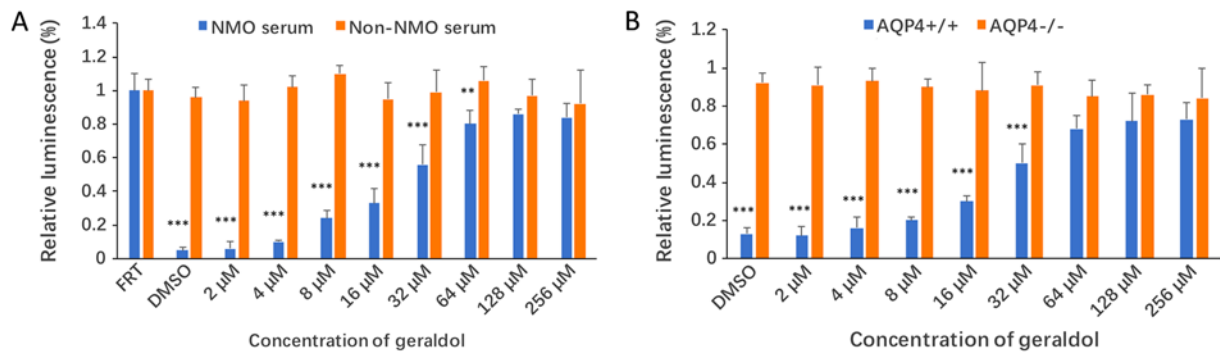 A
NMO serum
Non-NMO serum
Relative luminescence (%)
1.4
1.2
1
0.8
0.6
0.4
0.2
0
***
***
***
***
***
***
**
FRT
DMSO
2 μM
4 μM
8 μM
16 μM
32 μM
64 μM
128 μM
256 μM
Concentration of geraldol
B
AQP4+/+
AQP4-/-
Relative luminescence (%)
1.2
1
0.8
0.6
0.4
0.2
0
***
***
***
***
***
***
DMSO
2 μM
4 μM
8 μM
16 μM
32 μM
64 μM
128 μM
256 μM
Concentration of geraldol